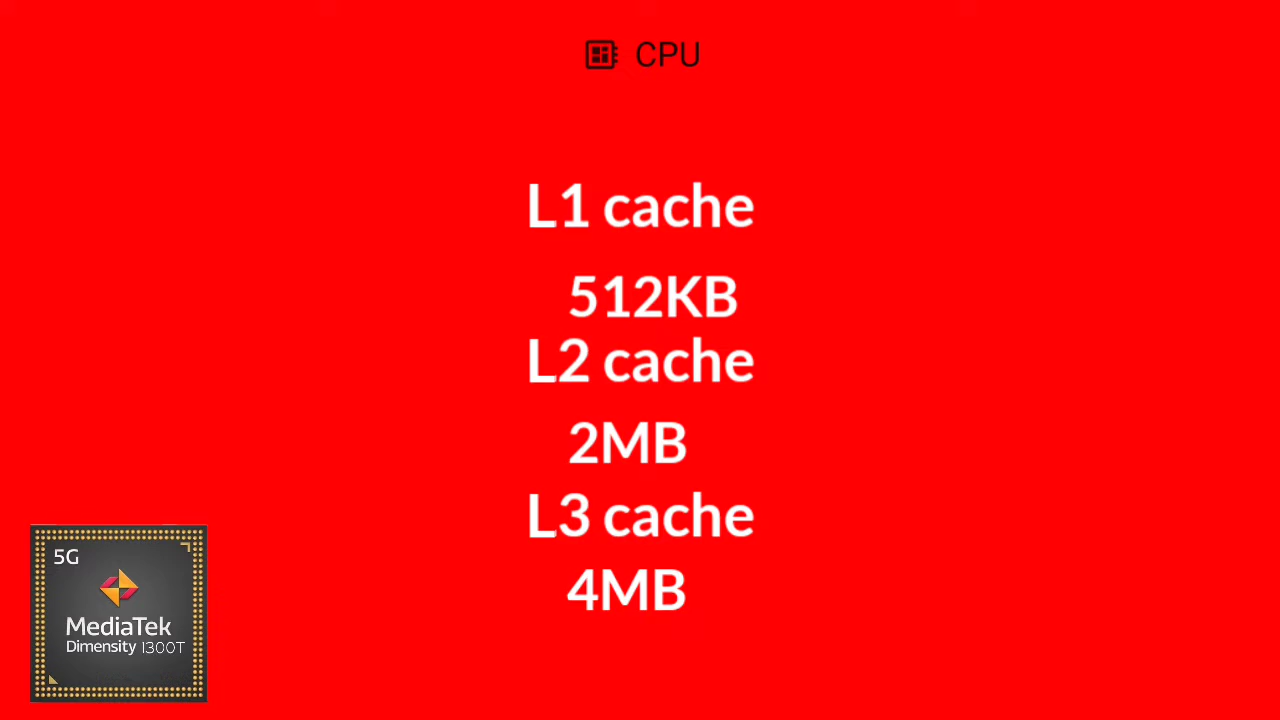 CPU
L1 cache
512KB
L2 cache
2MB
L3 cache
4MB
5G
MediaTek
Dimensity 1300T